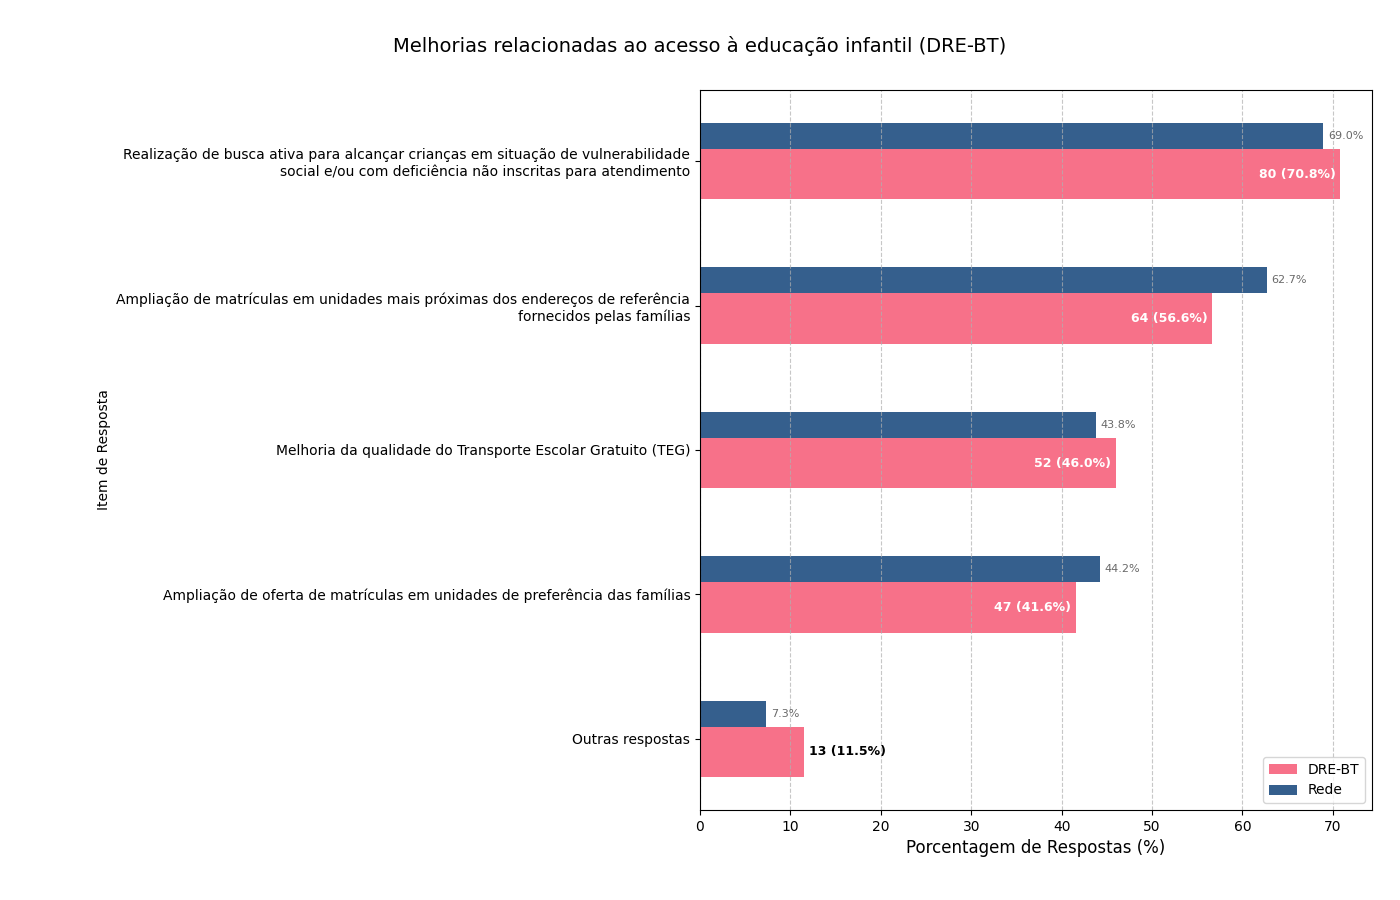 Melhorias relacionadas ao acesso à educação infantil (DRE-BT)
Item de Resposta
Realização de busca ativa para alcançar crianças em situação de vulnerabilidade
social e/ou com deficiência não inscritas para atendimento
69.0%
80 (70.8%)
Ampliação de matrículas em unidades mais próximas dos endereços de referência
fornecidos pelas famílias
62.7%
64 (56.6%)
Melhoria da qualidade do Transporte Escolar Gratuito (TEG)
43.8%
52 (46.0%)
Ampliação de oferta de matrículas em unidades de preferência das famílias
44.2%
47 (41.6%)
Outras respostas
7.3%
13 (11.5%)
DRE-BT
Rede
0 10 20 30 40 50 60 70
Porcentagem de Respostas (%)